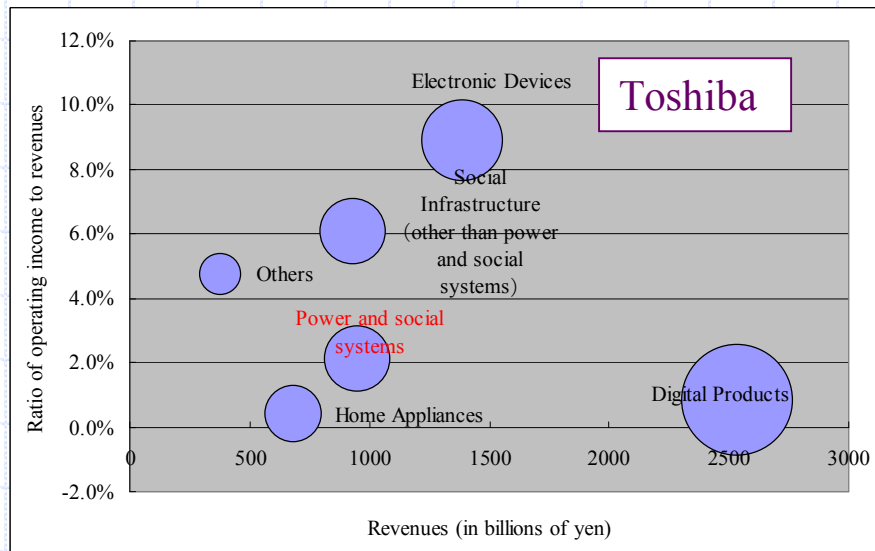 12.0%
10.0%
8.0%
6.0%
4.0%
2.0%
0.0%
-2.0%
Ratio of operating income to revenues
Toshiba
Electronic Devices
Social
Infrastructure
(other than power
and social
systems)
Others
Power and social
systems
Home Appliances
Digital Products
0
500
1000
1500
2000
2500
3000
Revenues (in billions of yen)